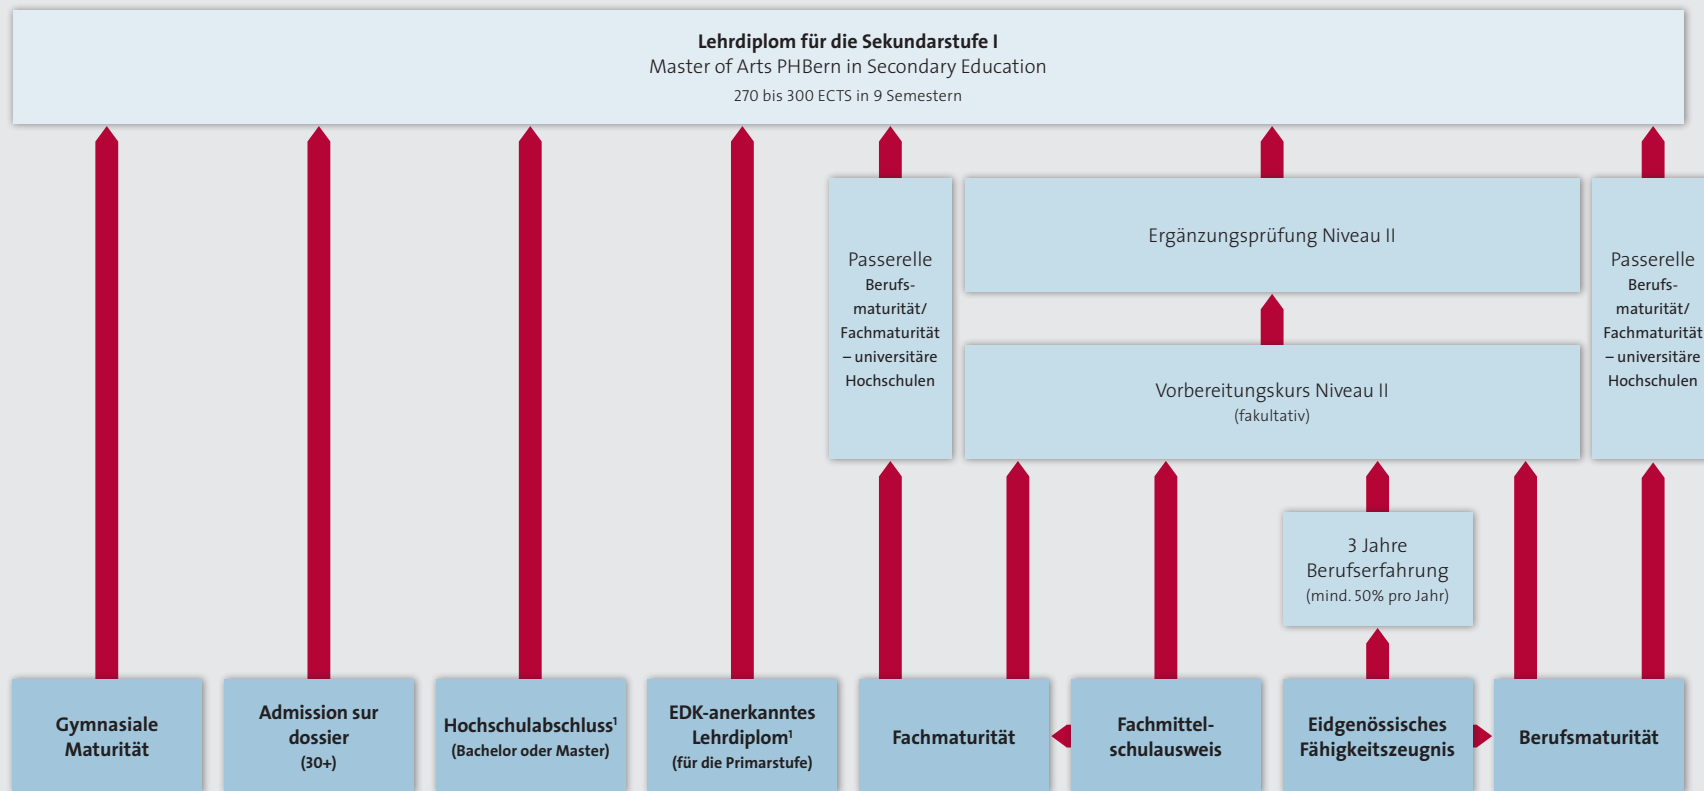 Lehrdiplom für die Sekundarstufe I
Master of Arts PHBern in Secondary Education
270 bis 300 ECTS in 9 Semestern
Passerelle
Berufs-
maturität/
Fachmaturität
– universitäre
Hochschulen
Ergänzungsprüfung Niveau II
Vorbereitungskurs Niveau II
(fakultativ)
Passerelle
Berufs-
maturität/
Fachmaturität
– universitäre
Hochschulen
3 Jahre
Berufserfahrung
(mind. 50% pro Jahr)
Gymnasiale
Maturität
Admission sur
dossier
(30+)
Hochschulabschluss¹
(Bachelor oder Master)
EDK-anerkanntes
Lehrdiplom¹
(für die Primarstufe)
Fachmaturität
Fachmittel-
schulausweis
Eidgenössisches
Fähigkeitszeugnis
Berufsmaturität